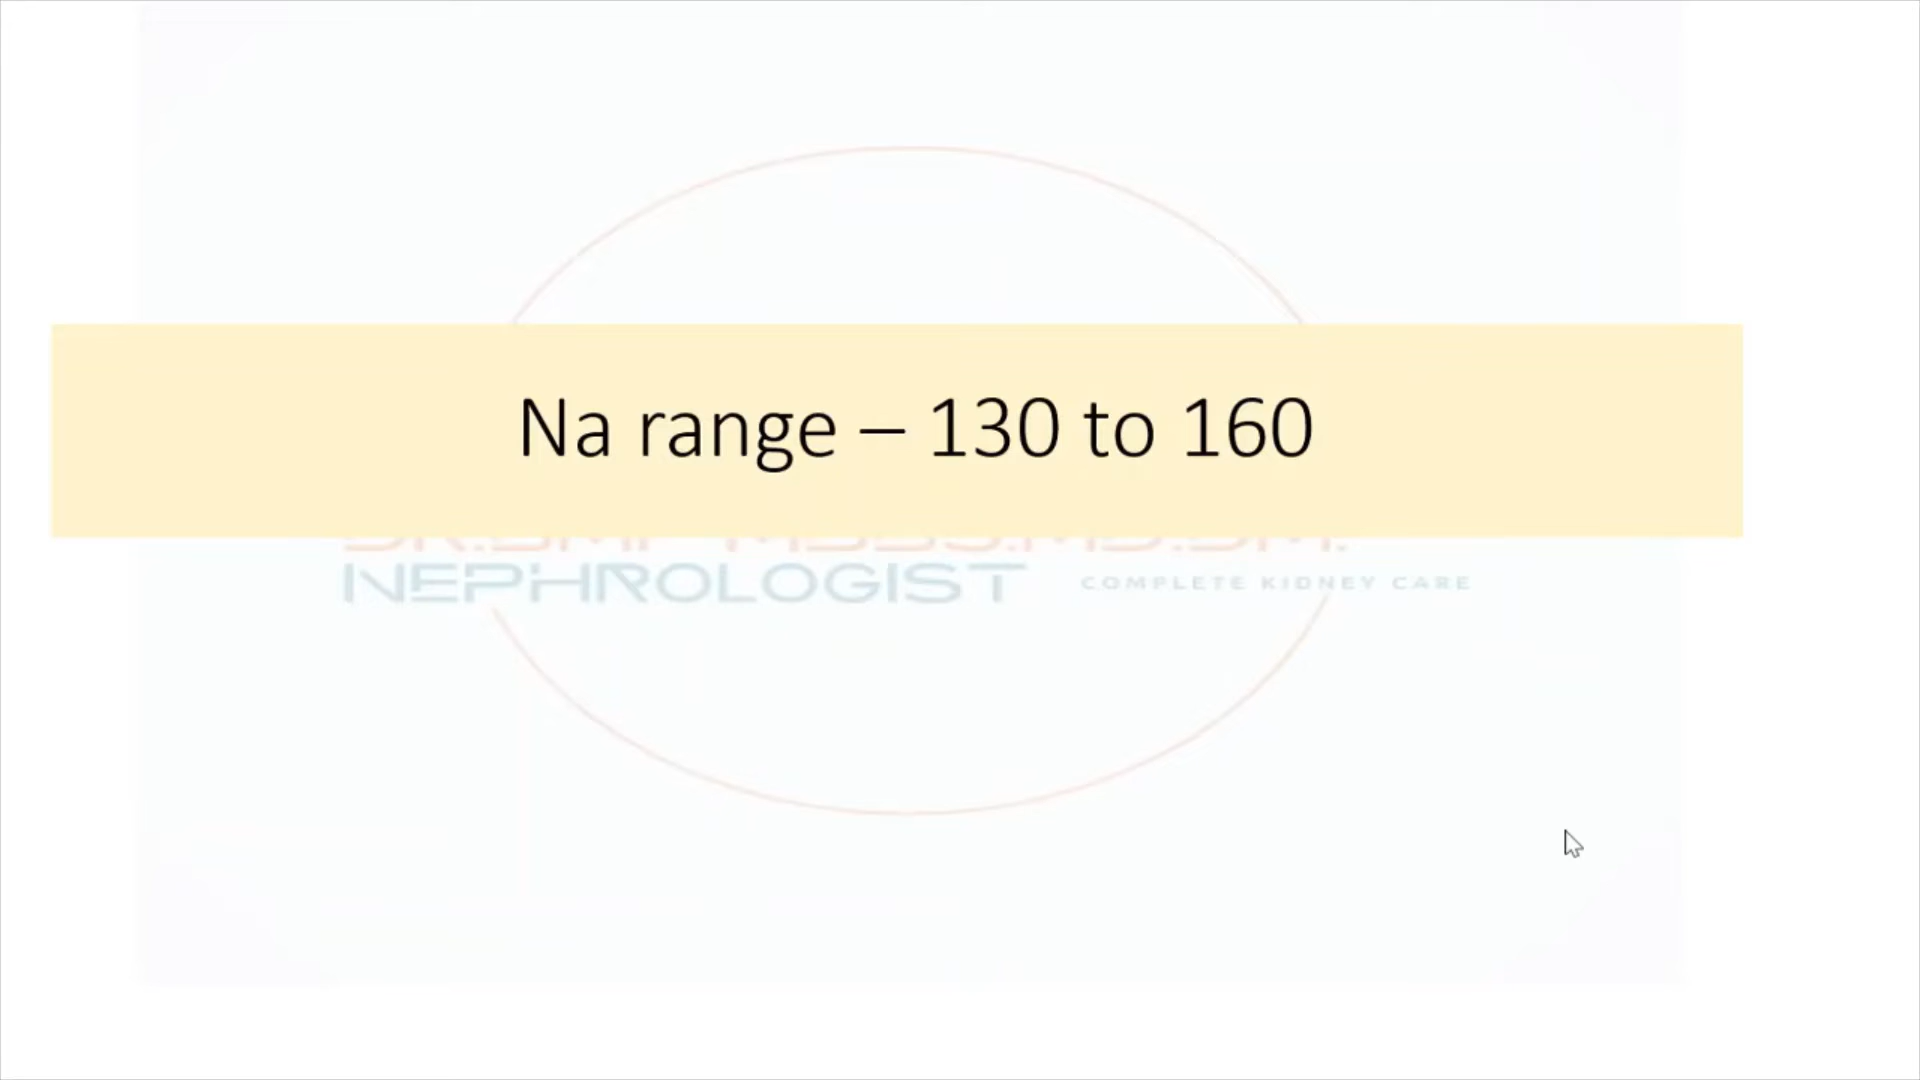 Na range – 130 to 160
NEPHROLOGIST COMPLETE KIDNEY CARE